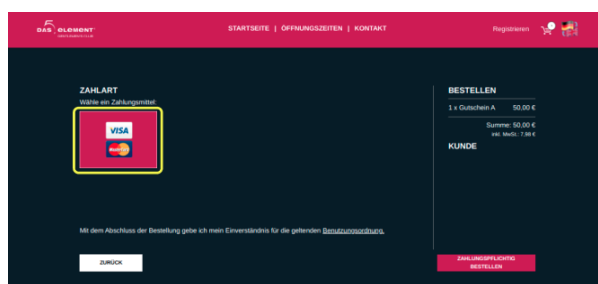 DAS 5. ELEMENT
STARTSEITE | ÖFFNUNGSZEITEN | KONTAKT
Registrieren
ZAHLART
Wähle ein Zahlungsmittel:
VISA
MasterCard
BESTELLEN
1 x Gutschein A 50,00 €
Summe: 50,00 €
inkl. MwSt.: 7,98 €
KUNDE
Mit dem Abschluss der Bestellung gebe ich mein Einverständnis für die geltenden Benutzungsordnung.
ZURÜCK
ZAHLUNGSPFLICHTIG
BESTELLEN